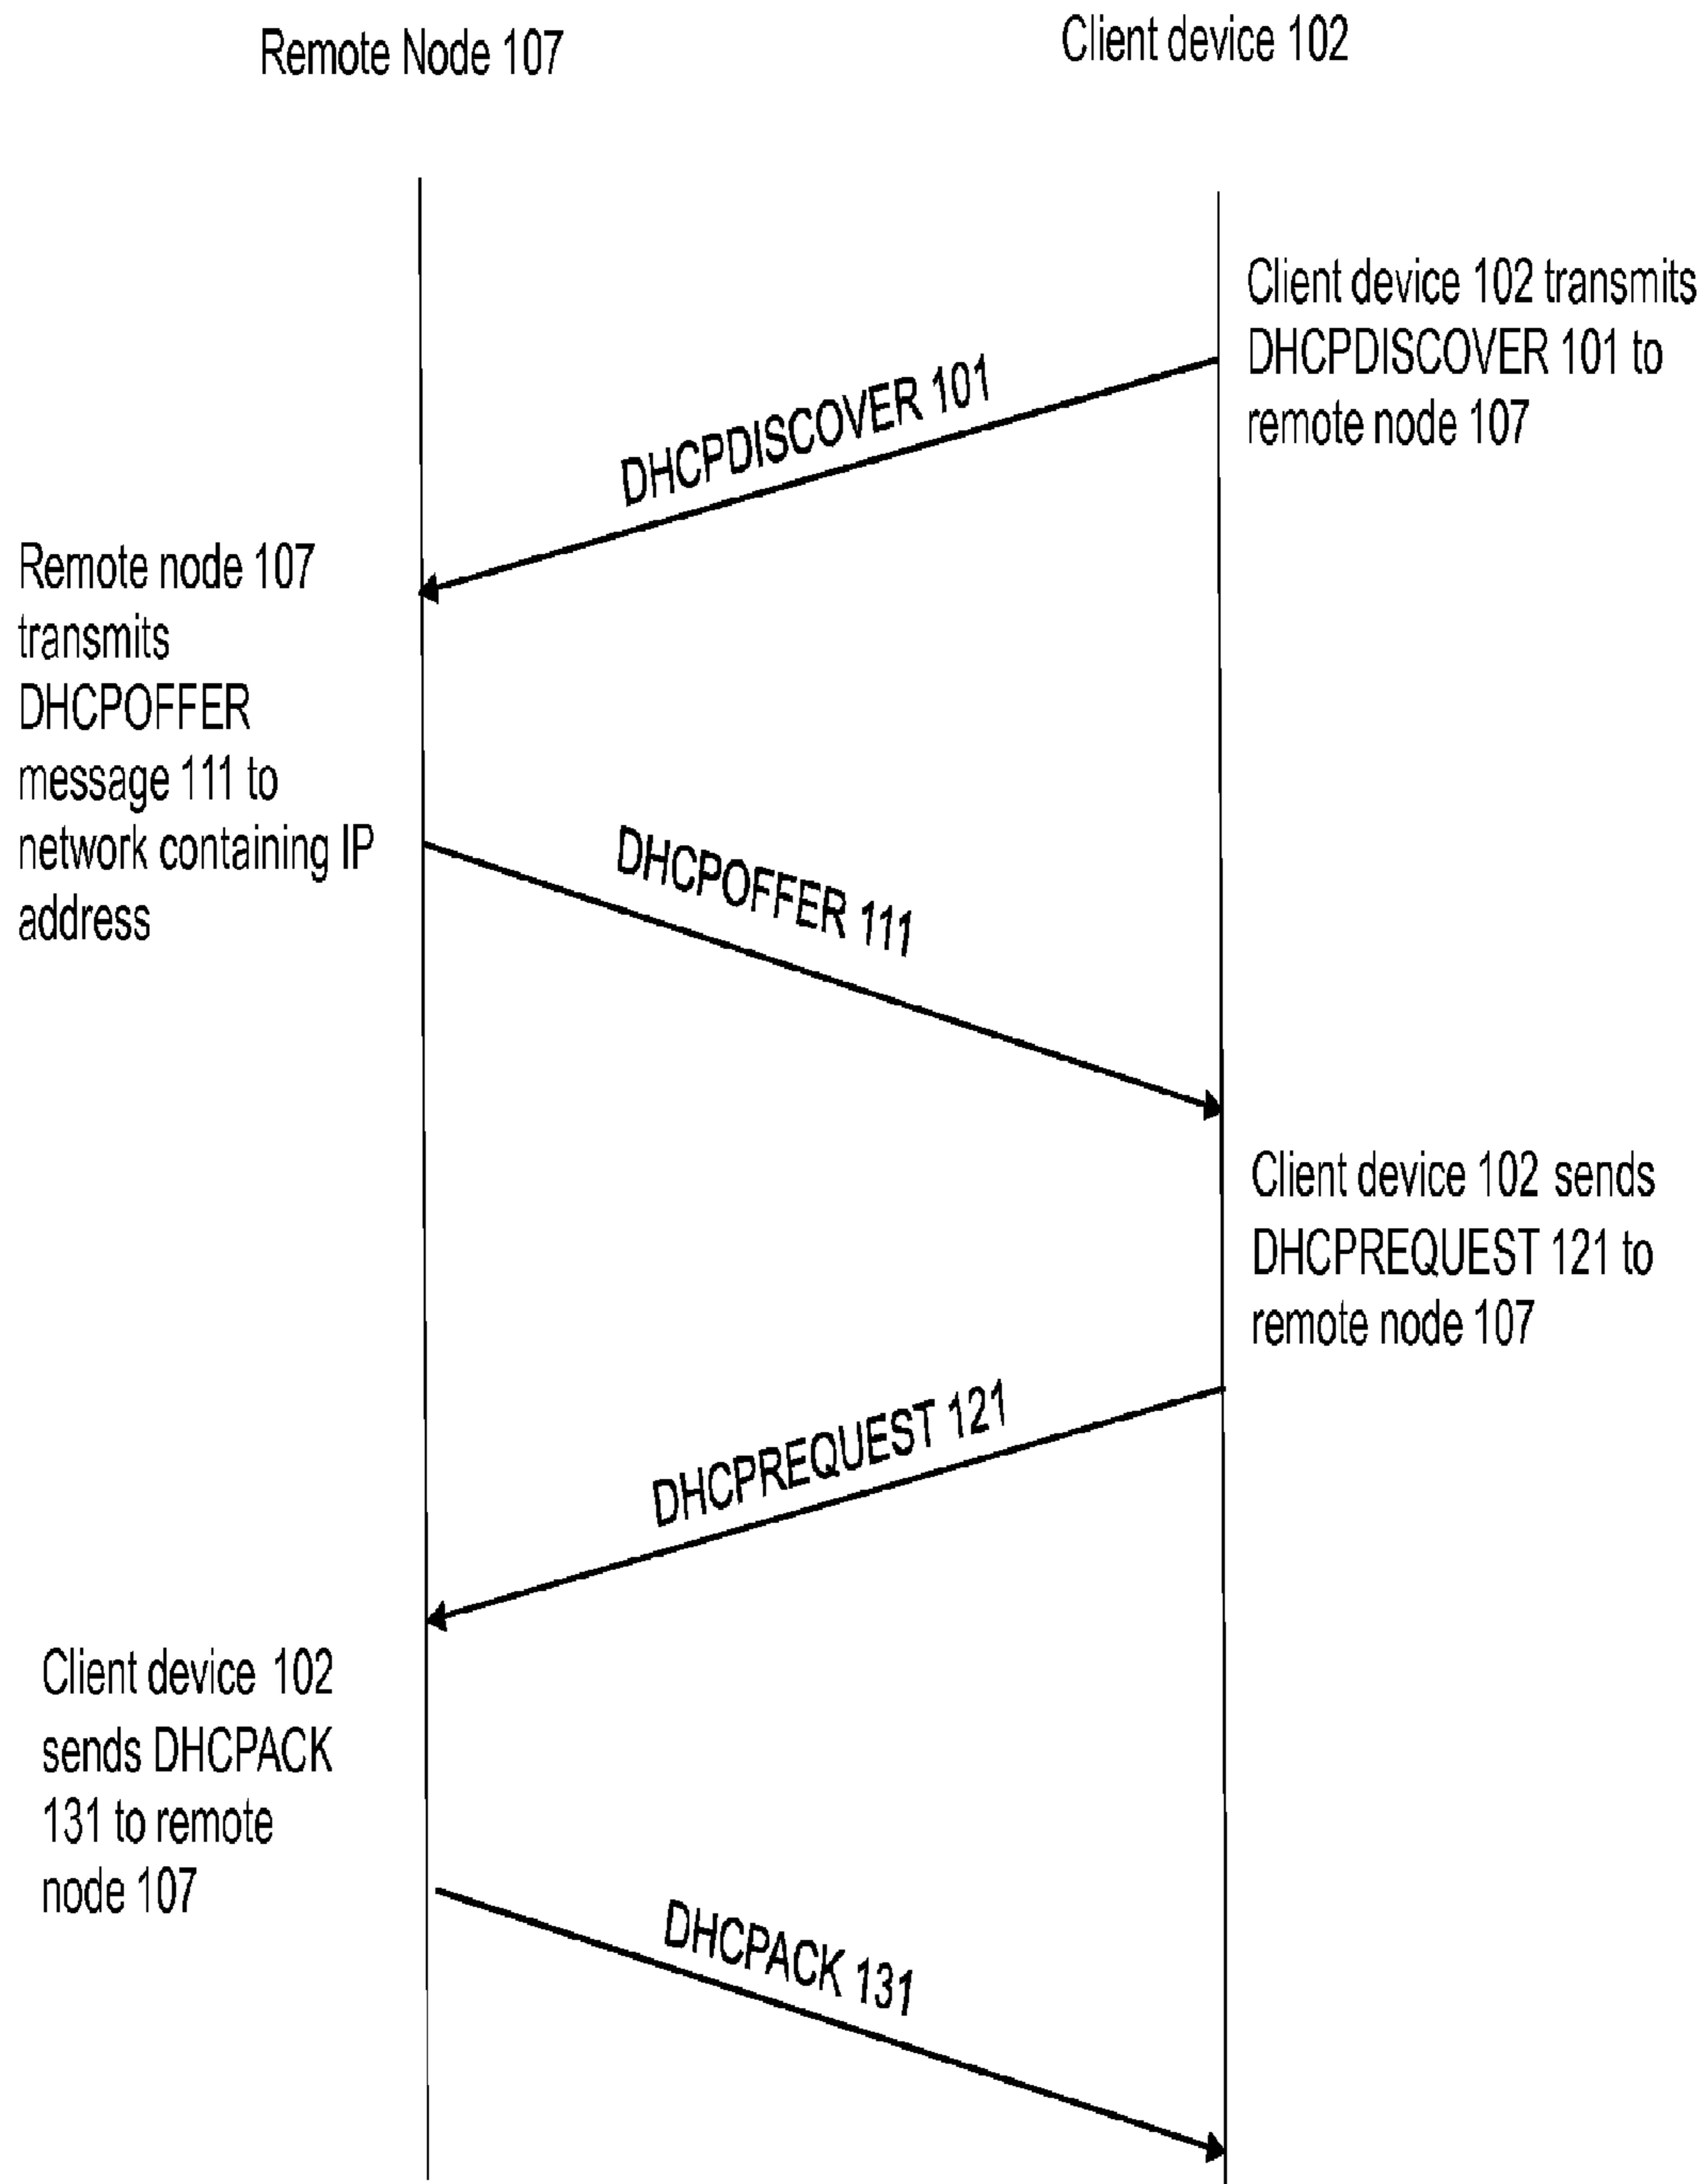 Remote Node 107
Client device 102
Client device 102 transmits
DHCPDISCOVER 101 to
remote node 107
DHCPDISCOVER 101
Remote node 107
transmits
DHCPOFFER
message 111 to
network containing IP
address
DHCPOFFER 111
Client device 102 sends
DHCPREQUEST 121 to
remote node 107
DHCPREQUEST 121
Client device 102
sends DHCPACK
131 to remote
node 107
DHCPACK 131